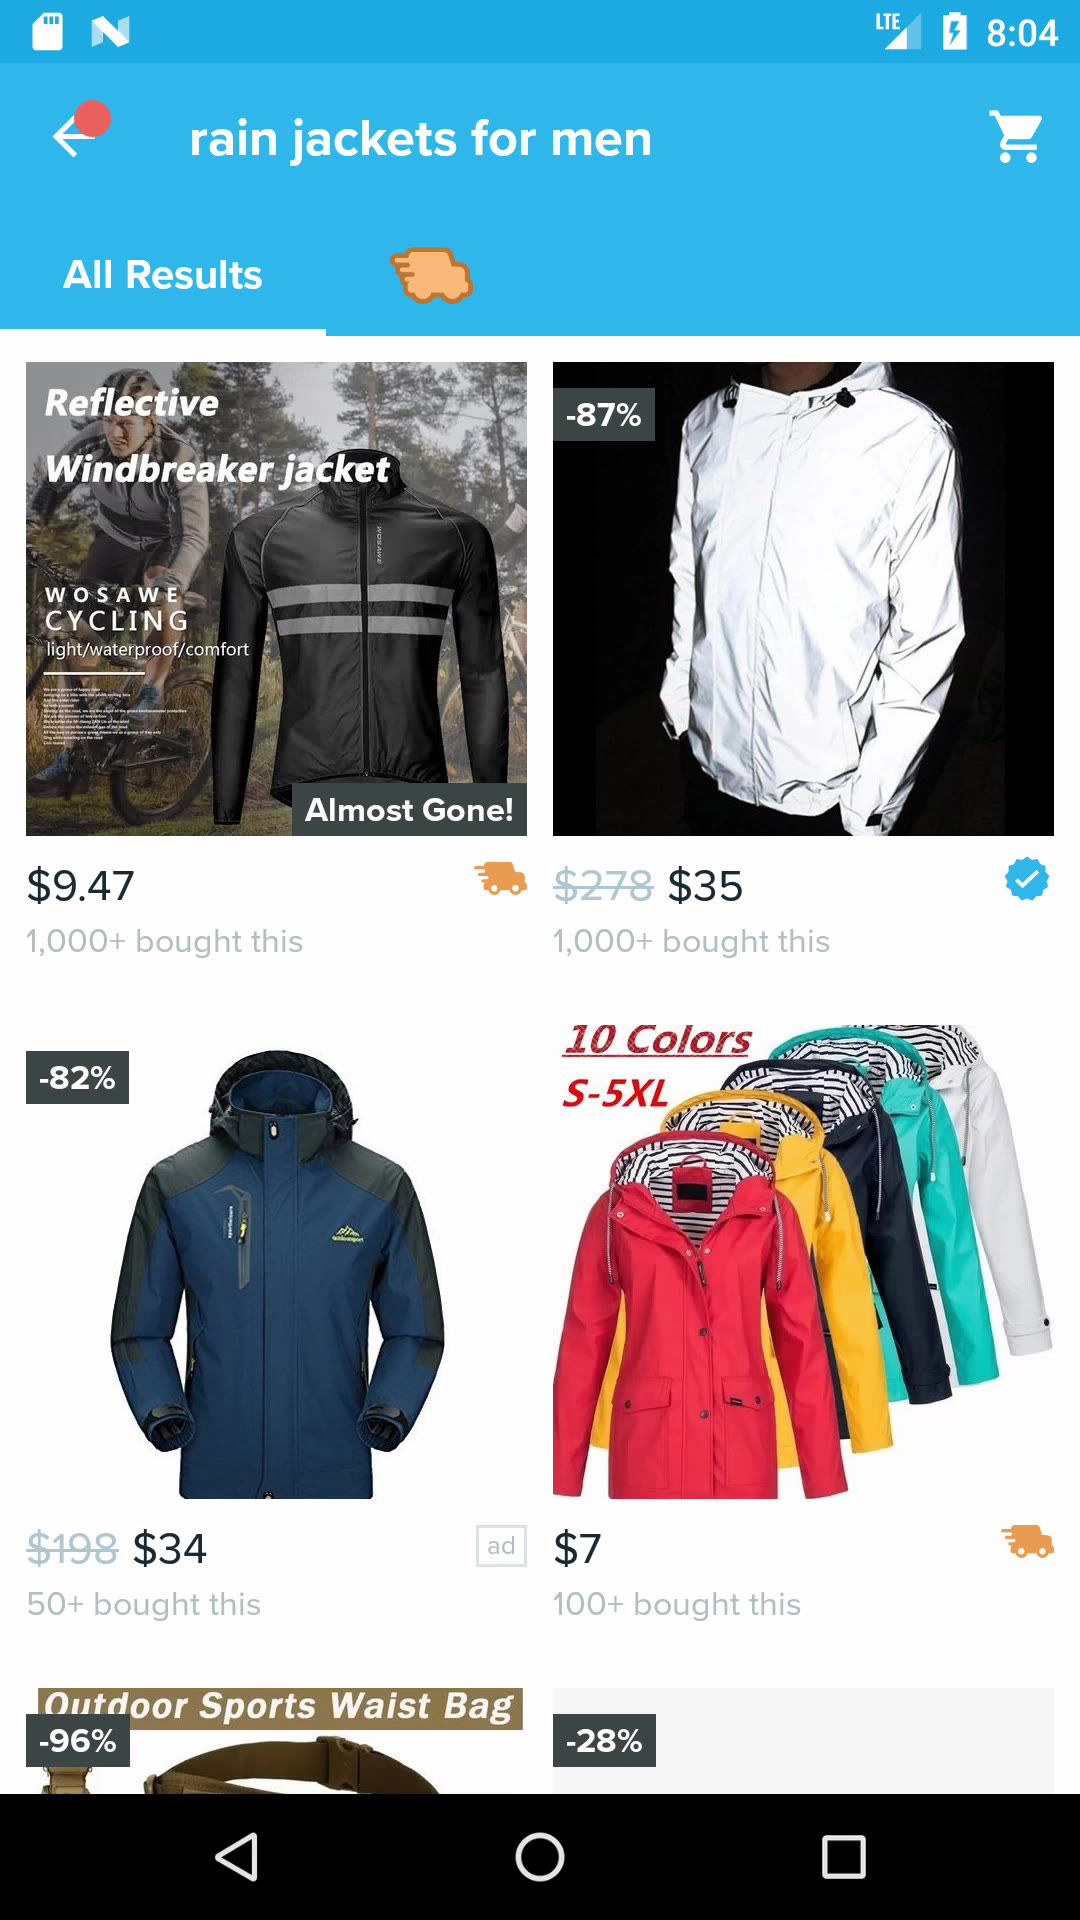 LTE 8:04
rain jackets for men
All Results
Reflective
Windbreaker jacket
WOSAWE
WOSAWE
CYCLING
light/waterproof/comfort
Almost Gone!
-87%
$9.47
1,000+ bought this
$278 $35
1,000+ bought this
-82%
10 Colors
S-5XL
$198 $34
ad
50+ bought this
$7
100+ bought this
Outdoor Sports Waist Bag
-96%
-28%